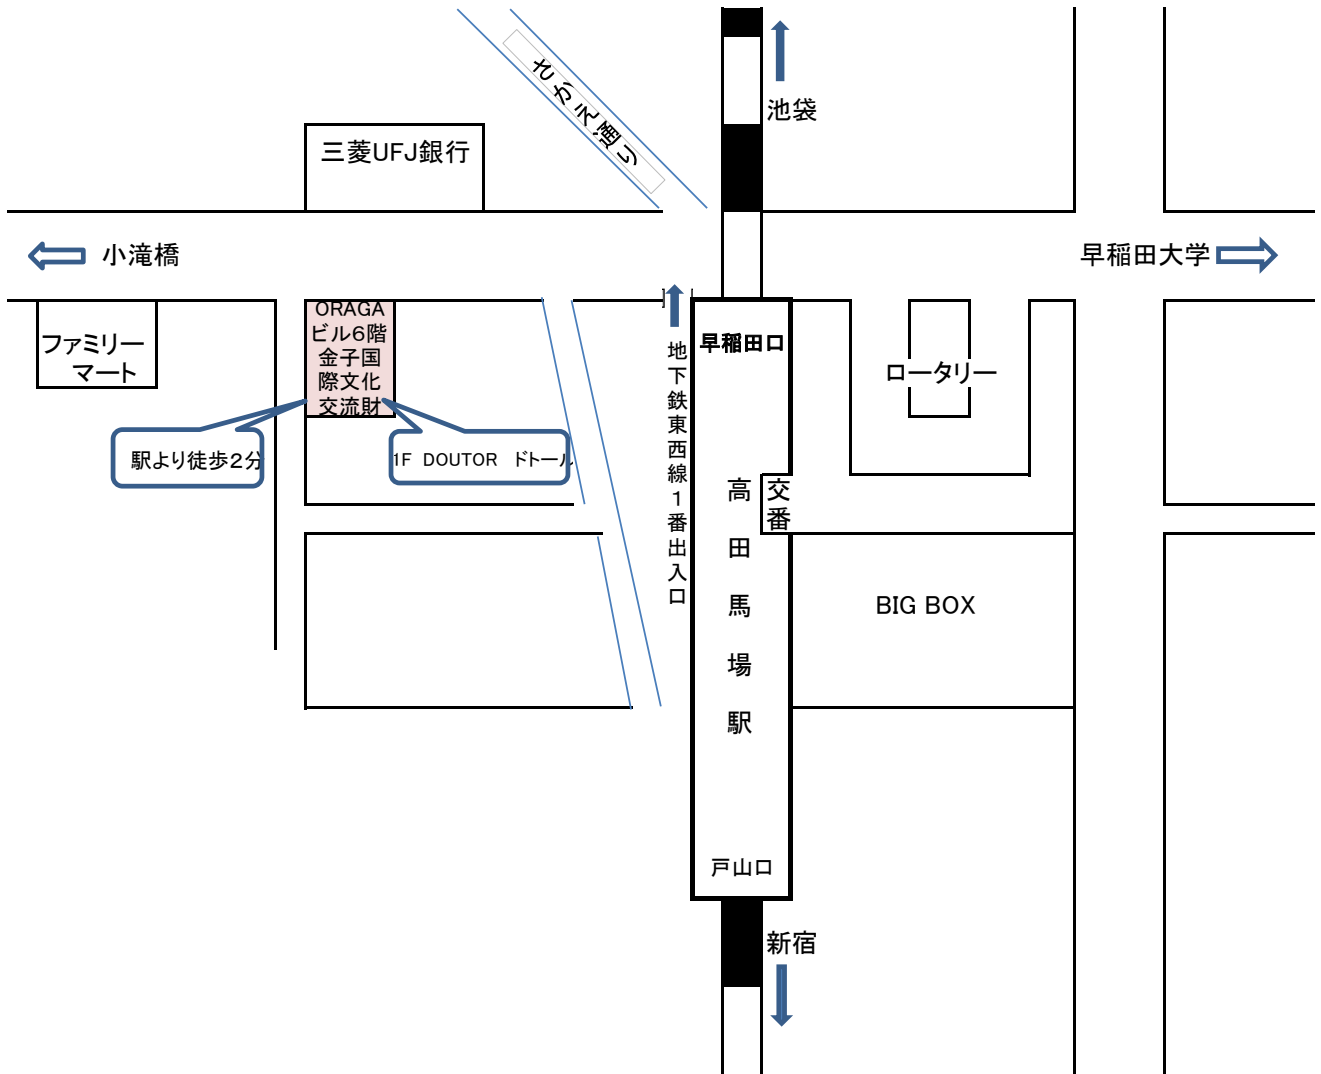 さかえ通り
池袋
三菱UFJ銀行
小滝橋
早稲田大学
ORAGA
ビル6階
金子国
際文化
交流財
ファミリー
マート
早稲田口
地下鉄東西線1番出入口
ロータリー
駅より徒歩2分
1F DOUTOR ドトール
交番
高田馬場駅
BIG BOX
戸山口
新宿